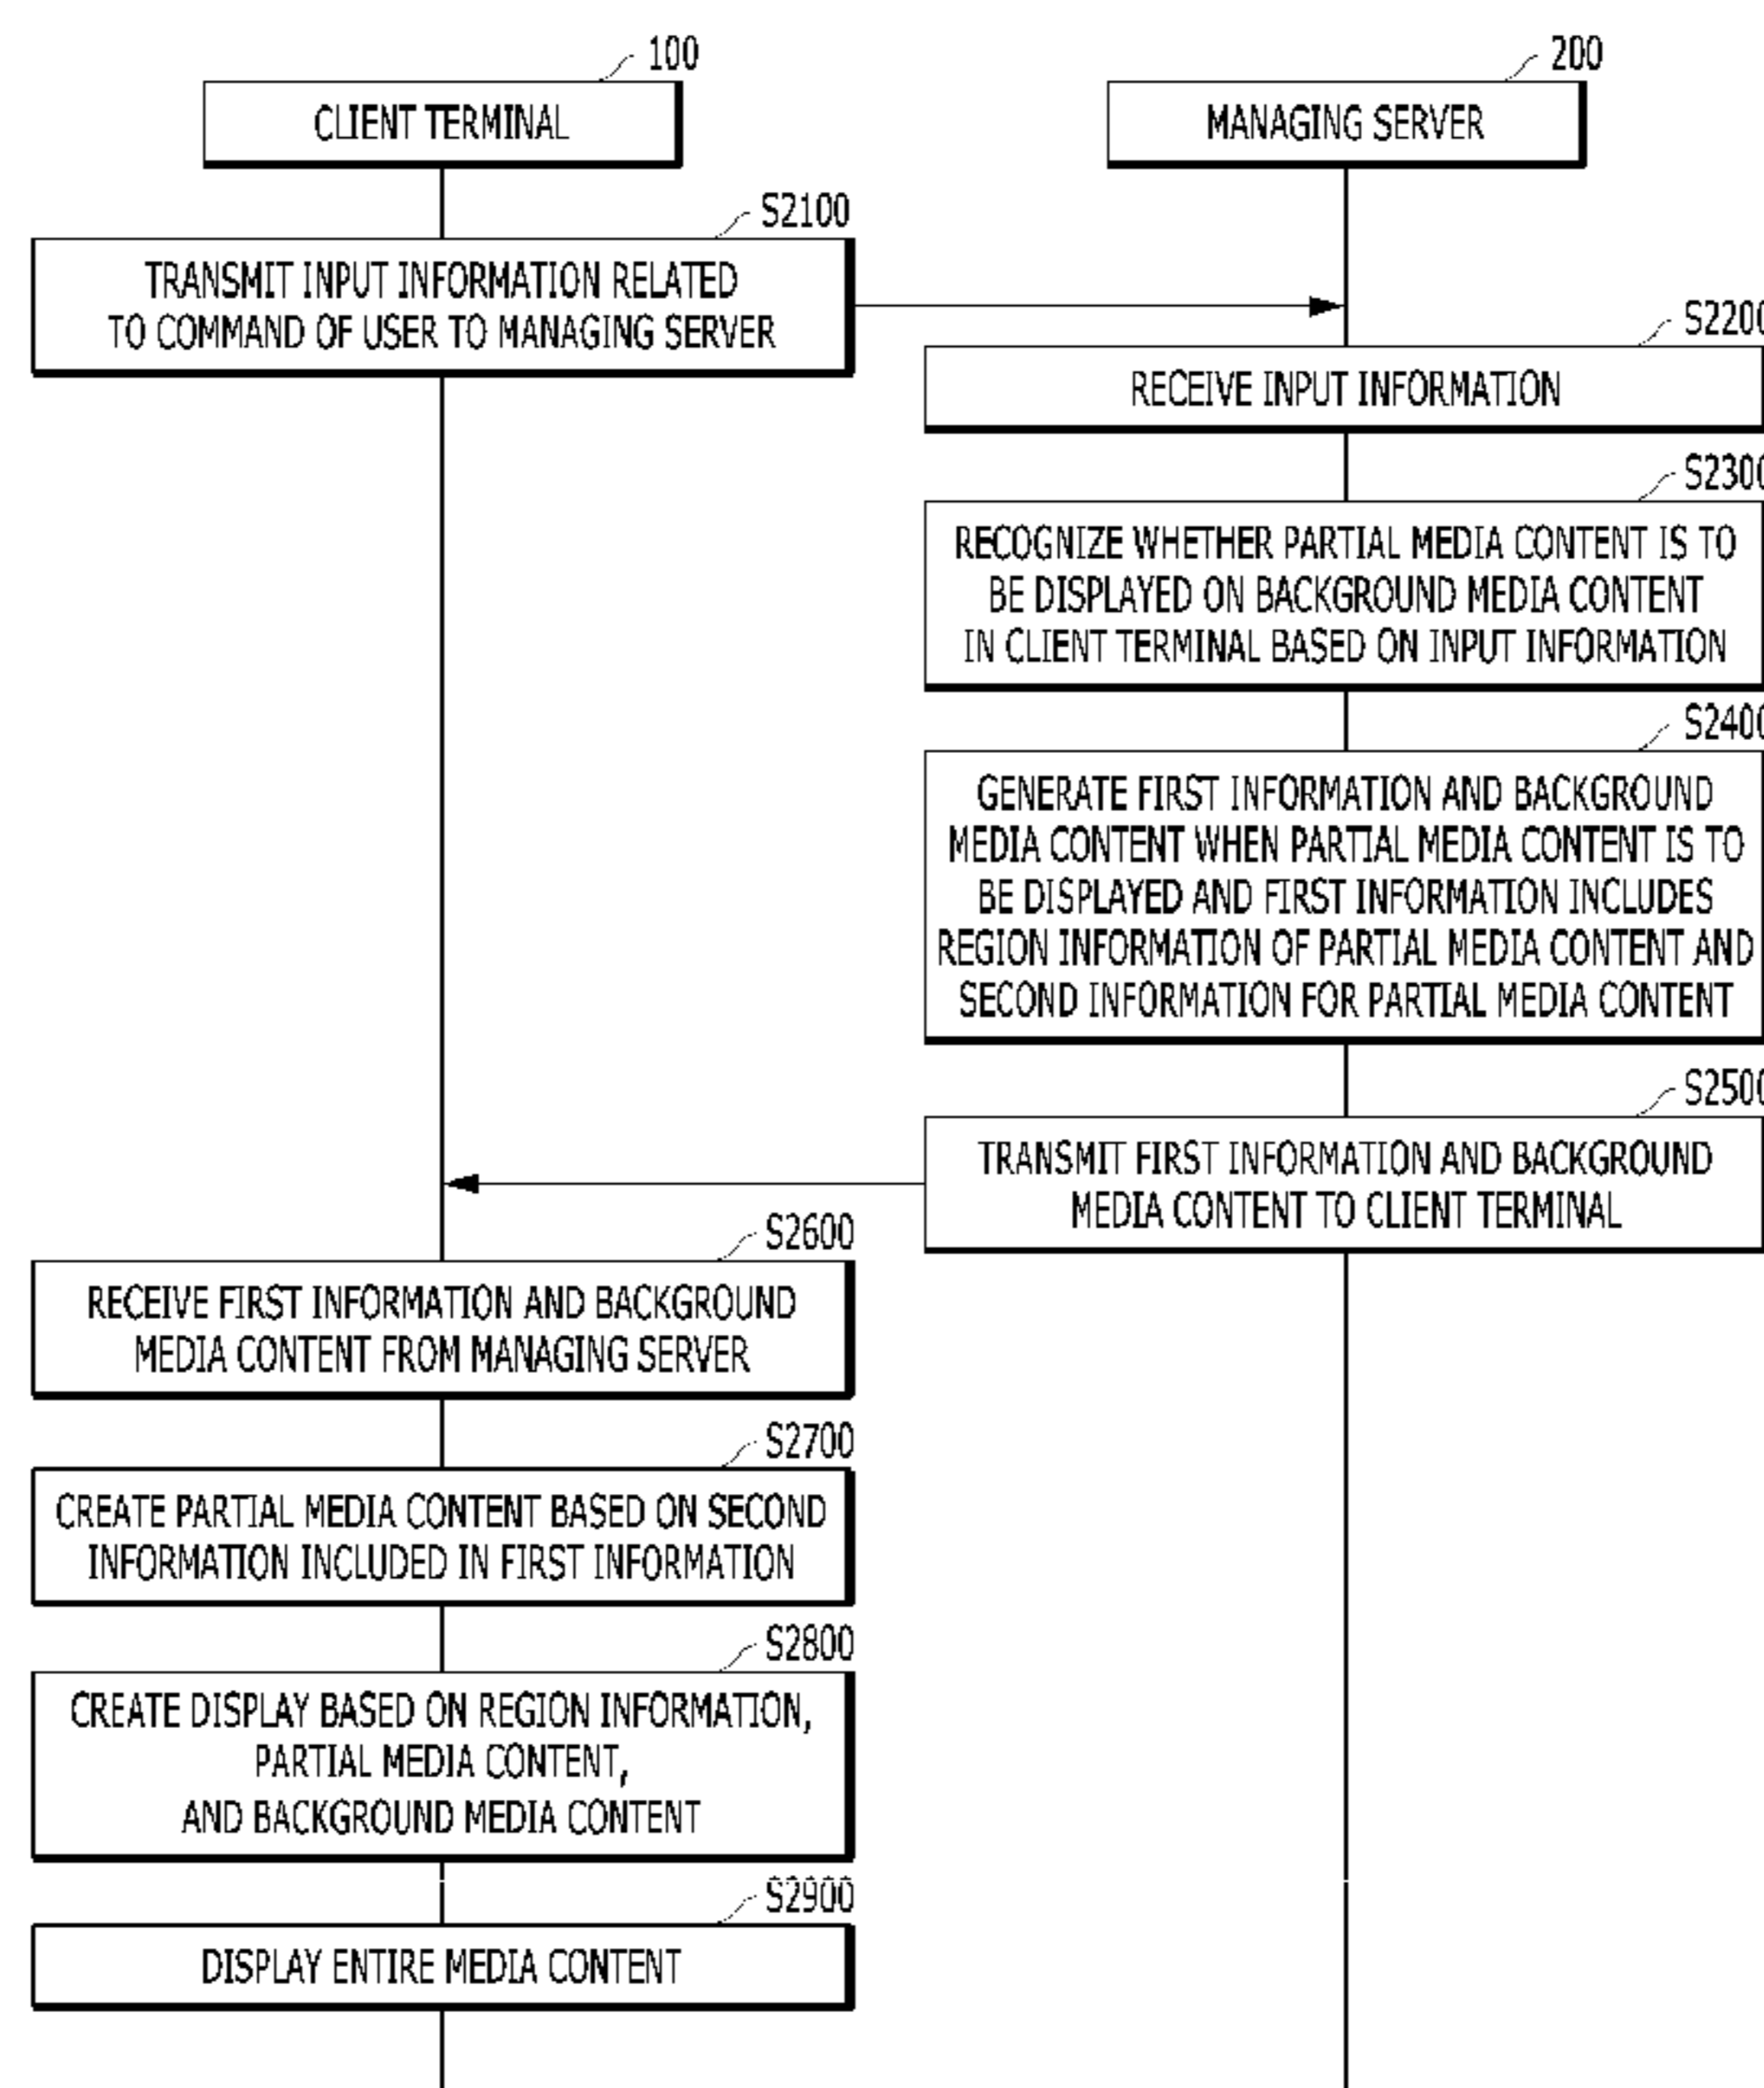 100
CLIENT TERMINAL
200
MANAGING SERVER
S2100
TRANSMIT INPUT INFORMATION RELATED
TO COMMAND OF USER TO MANAGING SERVER
S2200
RECEIVE INPUT INFORMATION
S2300
RECOGNIZE WHETHER PARTIAL MEDIA CONTENT IS TO
BE DISPLAYED ON BACKGROUND MEDIA CONTENT
IN CLIENT TERMINAL BASED ON INPUT INFORMATION
S2400
GENERATE FIRST INFORMATION AND BACKGROUND
MEDIA CONTENT WHEN PARTIAL MEDIA CONTENT IS TO
BE DISPLAYED AND FIRST INFORMATION INCLUDES
REGION INFORMATION OF PARTIAL MEDIA CONTENT AND
SECOND INFORMATION FOR PARTIAL MEDIA CONTENT
S2500
TRANSMIT FIRST INFORMATION AND BACKGROUND
MEDIA CONTENT TO CLIENT TERMINAL
S2600
RECEIVE FIRST INFORMATION AND BACKGROUND
MEDIA CONTENT FROM MANAGING SERVER
S2700
CREATE PARTIAL MEDIA CONTENT BASED ON SECOND
INFORMATION INCLUDED IN FIRST INFORMATION
S2800
CREATE DISPLAY BASED ON REGION INFORMATION,
PARTIAL MEDIA CONTENT,
AND BACKGROUND MEDIA CONTENT
S2900
DISPLAY ENTIRE MEDIA CONTENT